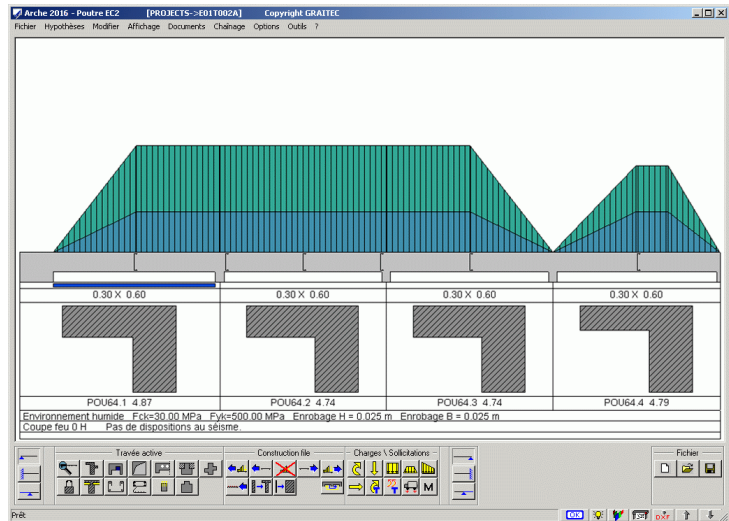 Arche 2016 - Poutre EC2 [PROJECTS->E01T002A] Copyright GRAITEC
Fichier Hypothèses Modifier Affichage Documents Chaînage Options Outils ?
0.30 X 0.60 0.30 X 0.60 0.30 X 0.60 0.30 X 0.60
POU64.1 4.87 POU64.2 4.74 POU64.3 4.74 POU64.4 4.79
Environnement humide Fck=30.00 MPa Fyk=500.00 MPa Enrobage H = 0.025 m Enrobage B = 0.025 m
Coupe feu 0 H Pas de dispositions au séisme.
Travée active Construction file Charges \ Sollicitations Fichier
M
Prêt OK DXF